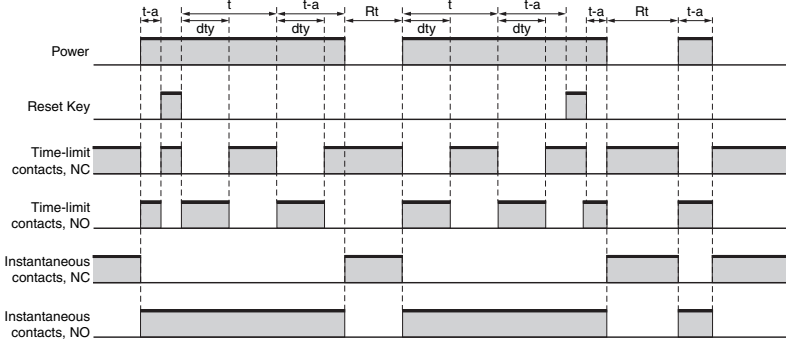 t-a t t-a Rt t t-a t-a Rt t-a
dty dty dty dty
Power
Reset Key
Time-limit
contacts, NC
Time-limit
contacts, NO
Instantaneous
contacts, NC
Instantaneous
contacts, NO